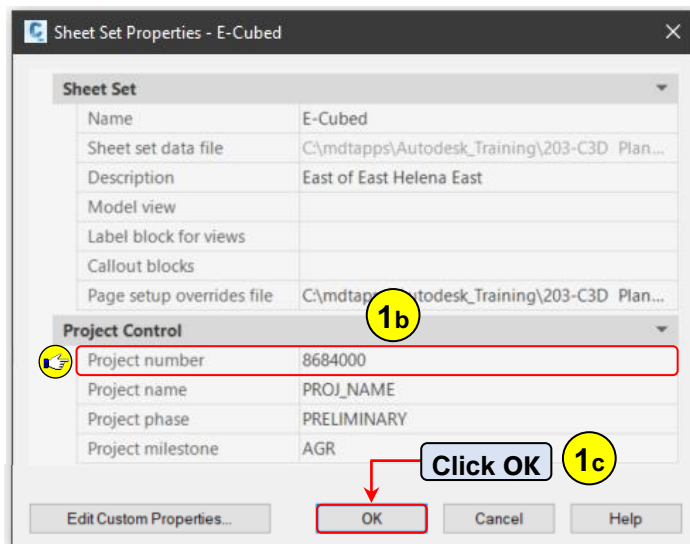 Sheet Set Properties - E-Cubed
Sheet Set
Name E-Cubed
Sheet set data file C:\mdtapps\Autodesk_Training\203-C3D Plan...
Description East of East Helena East
Model view
Label block for views
Callout blocks
Page setup overrides file C:\mdtapps utodesk_Training\203-C3D Plan...
1b
Project Control
Project number 8684000
Project name PROJ_NAME
Project phase PRELIMINARY
Project milestone AGR
Click OK 1c
Edit Custom Properties... OK Cancel Help